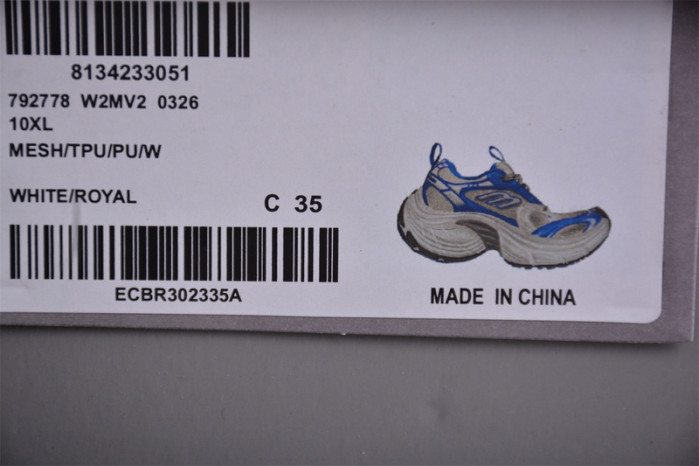 8134233051
792778 W2MV2 0326
10XL
MESH/TPU/PU/W
WHITE/ROYAL
C 35
ECBR302335A
MADE IN CHINA